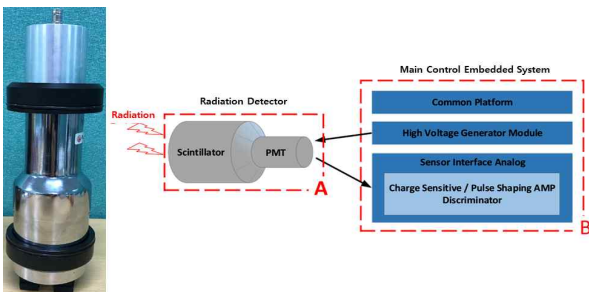 Main Control Embedded System
Radiation Detector
Radiation
Scintillator
PMT
A
Common Platform
High Voltage Generator Module
Sensor Interface Analog
Charge Sensitive / Pulse Shaping AMP
Discriminator
B